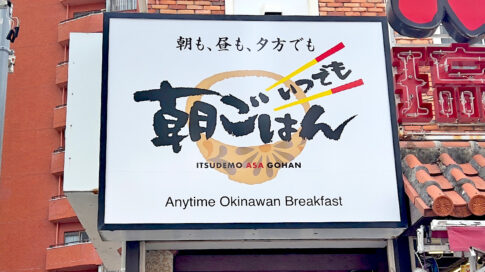 朝も、昼も、夕方でも
いつでも
朝ごはん
ITSUDEMO ASA GOHAN
Anytime Okinawan Breakfast